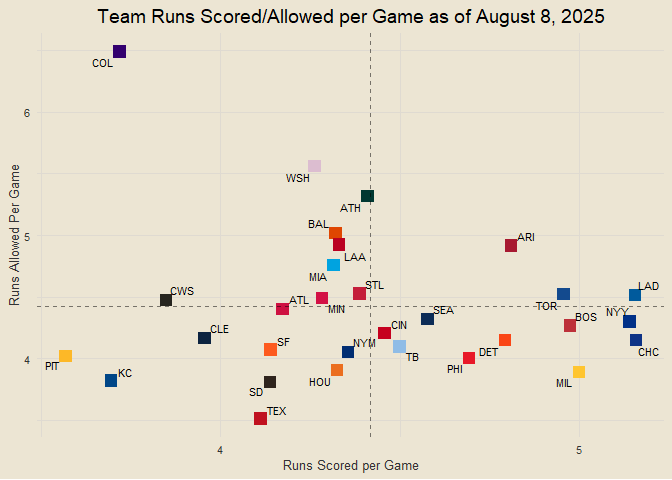 Team Runs Scored/Allowed per Game as of August 8, 2025
COL
6
WSH
ATH
BAL
ARI
5
LAA
MIA
STL
LAD
CWS
ATL
MIN
TOR
SEA
NYY
BOS
CLE
CIN
SF
NYM
TB
DET
CHC
4
PIT
PHI
KC
HOU
MIL
SD
TEX
4
5
Runs Scored per Game
Runs Allowed Per Game